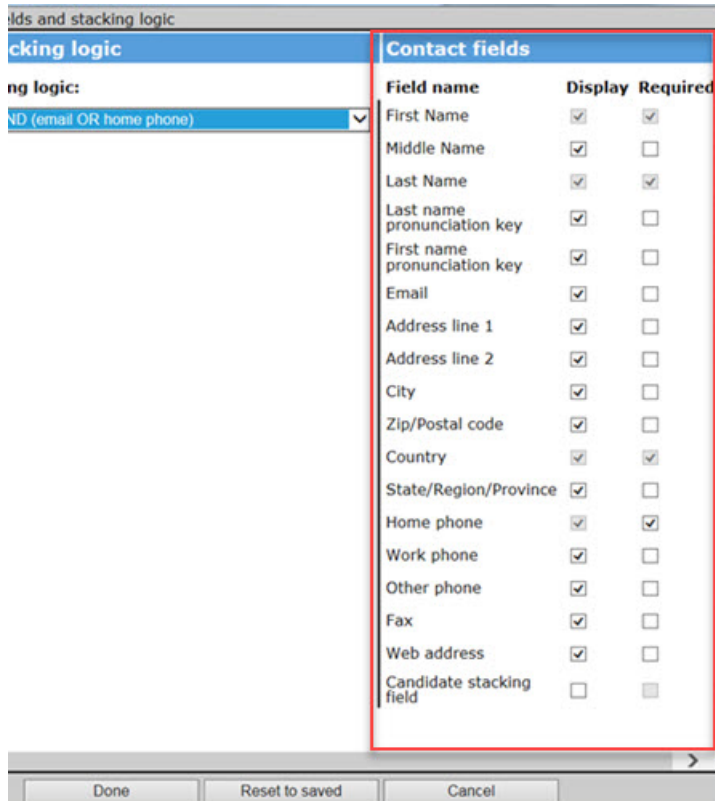 elds and stacking logic
cking logic
Contact fields
ng logic:
Field name Display Required
ND (email OR home phone)
First Name
Middle Name
Last Name
Last name
pronunciation key
First name
pronunciation key
Email
Address line 1
Address line 2
City
Zip/Postal code
Country
State/Region/Province
Home phone
Work phone
Other phone
Fax
Web address
Candidate stacking
field
Done Reset to saved Cancel